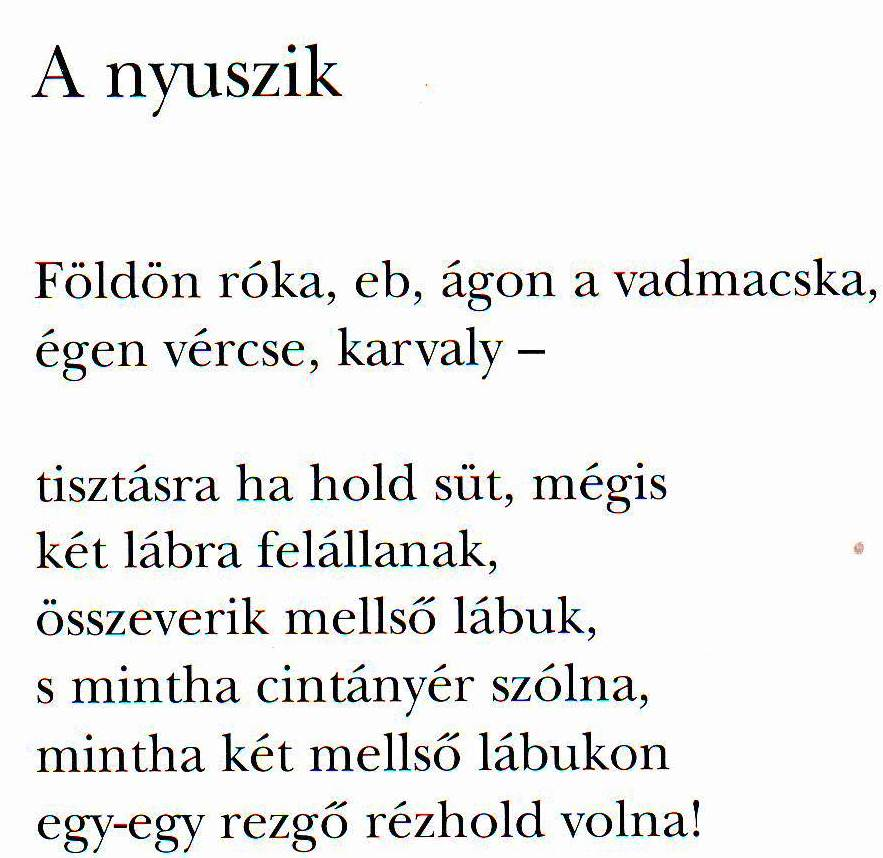 A nyuszik
Földön róka, eb, ágon a vadmacska,
égen vércse, karvaly –
tisztásra ha hold süt, mégis
két lábra felállanak,
összeverik mellső lábuk,
s mintha cintányér szólna,
mintha két mellső lábukon
egy-egy rezgő rézhold volna!